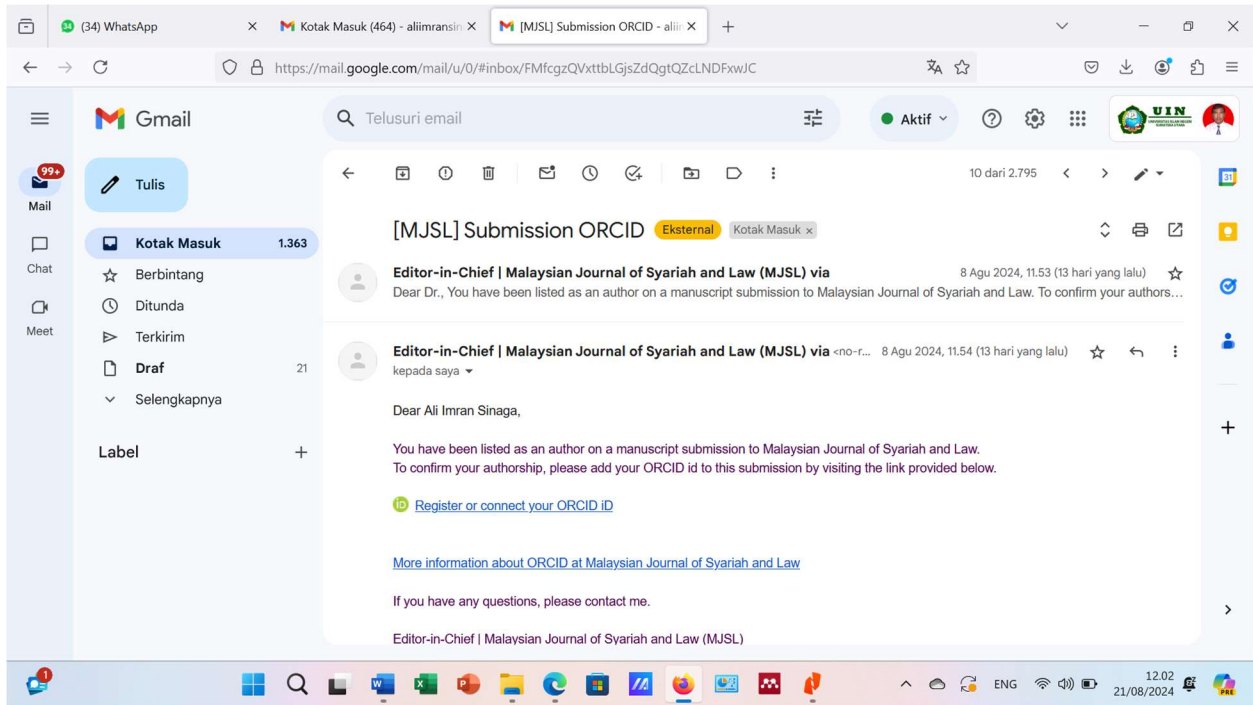 (34) WhatsApp
Kotak Masuk (464) - aliimransin
[MJSL] Submission ORCID - aliir
https://mail.google.com/mail/u/0/#inbox/FMfcgzQVxttbLGjsZdQgtQZcLNDFxwJC
Gmail
Telusuri email
Aktif
UIN
99+
Mail
Chat
Meet
Tulis
Kotak Masuk 1.363
Berbintang
Ditunda
Terkirim
Draf 21
Selengkapnya
Label
10 dari 2.795
31
[MJSL] Submission ORCID Eksternal Kotak Masuk x
Editor-in-Chief | Malaysian Journal of Syariah and Law (MJSL) via 8 Agu 2024, 11.53 (13 hari yang lalu)
Dear Dr., You have been listed as an author on a manuscript submission to Malaysian Journal of Syariah and Law. To confirm your authors...
Editor-in-Chief | Malaysian Journal of Syariah and Law (MJSL) via <no-r... 8 Agu 2024, 11.54 (13 hari yang lalu)
kepada saya
Dear Ali Imran Sinaga,
You have been listed as an author on a manuscript submission to Malaysian Journal of Syariah and Law.
To confirm your authorship, please add your ORCID id to this submission by visiting the link provided below.
iD Register or connect your ORCID iD
More information about ORCID at Malaysian Journal of Syariah and Law
If you have any questions, please contact me.
Editor-in-Chief | Malaysian Journal of Syariah and Law (MJSL)
1
ENG
12.02
21/08/2024
PRE